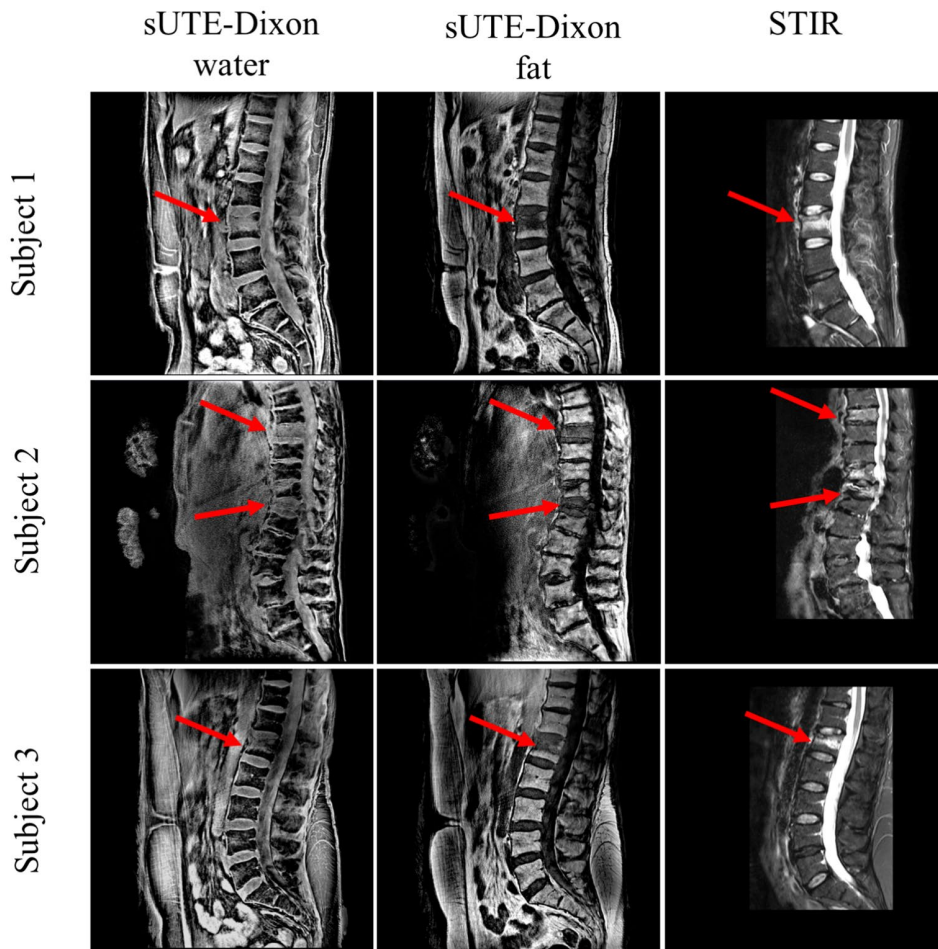 sUTE-Dixon
water
sUTE-Dixon
fat
STIR
Subject 1
Subject 2
Subject 3